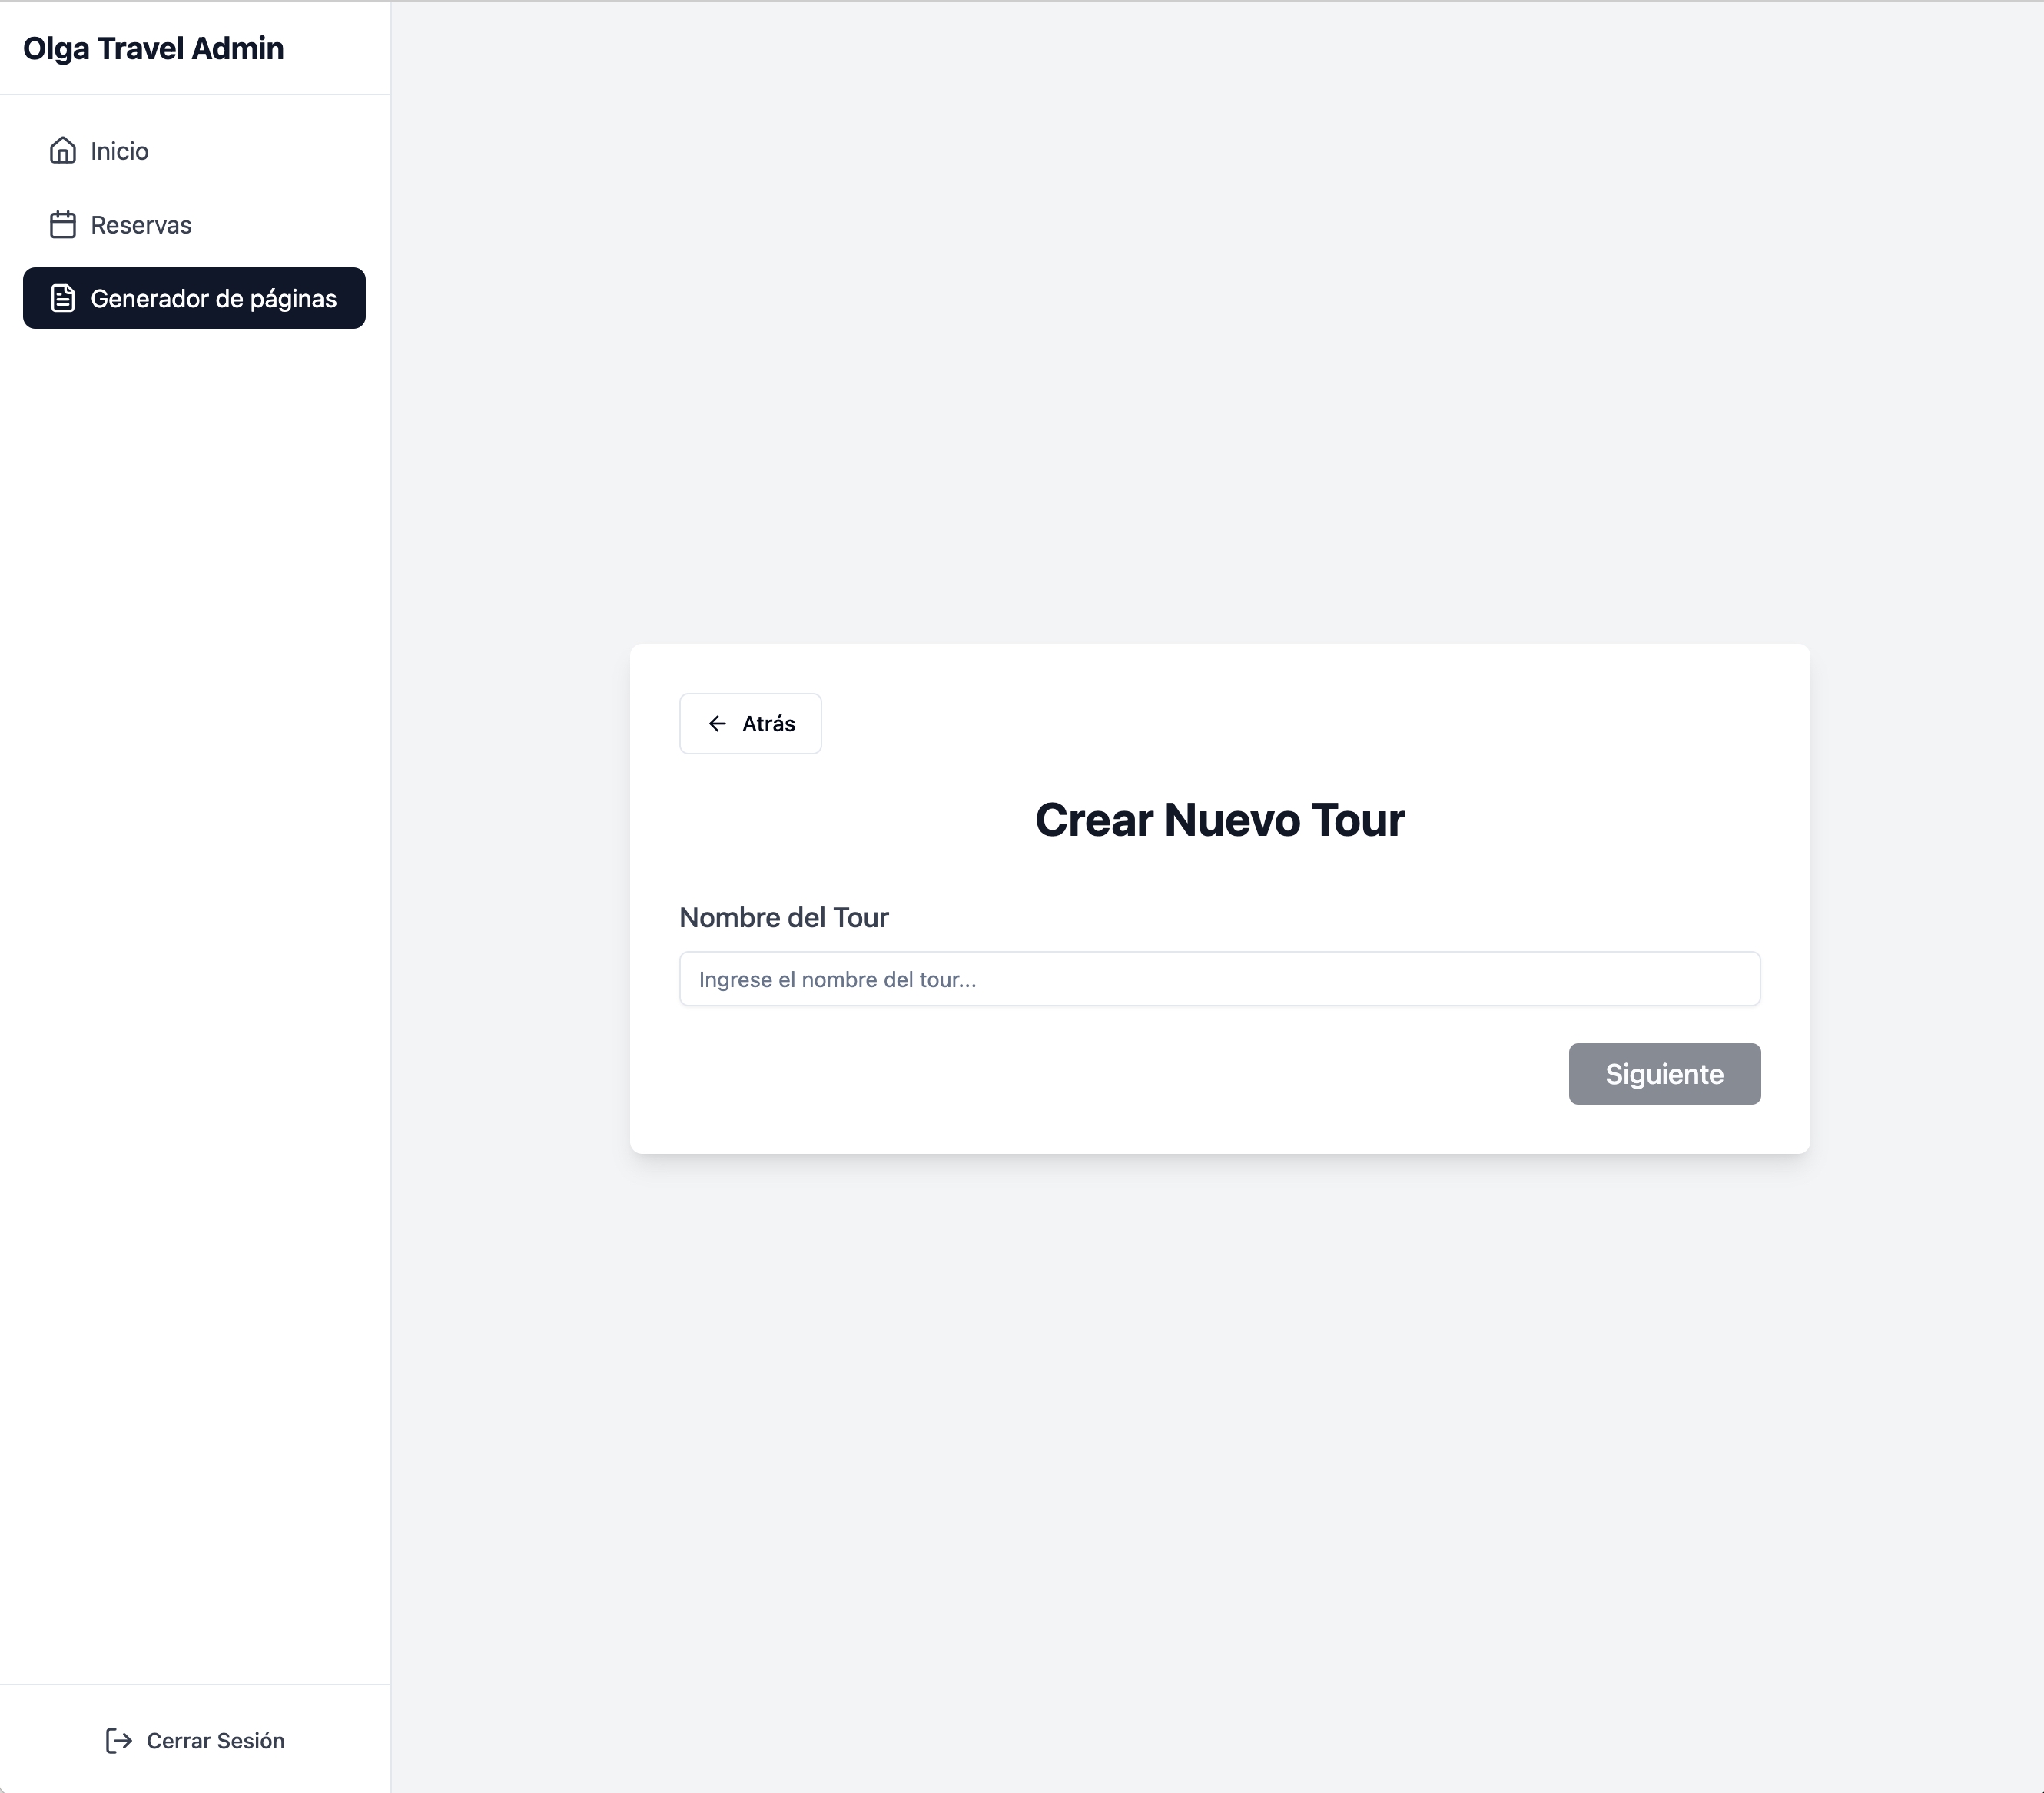 Olga Travel Admin
Inicio
Reservas
Generador de páginas
Atrás
Crear Nuevo Tour
Nombre del Tour
Ingrese el nombre del tour...
Siguiente
Cerrar Sesión